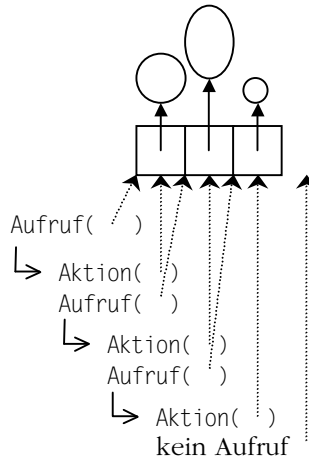 Aufruf( )
Aktion( )
Aufruf( )
Aktion( )
Aufruf( )
Aktion( )
kein Aufruf